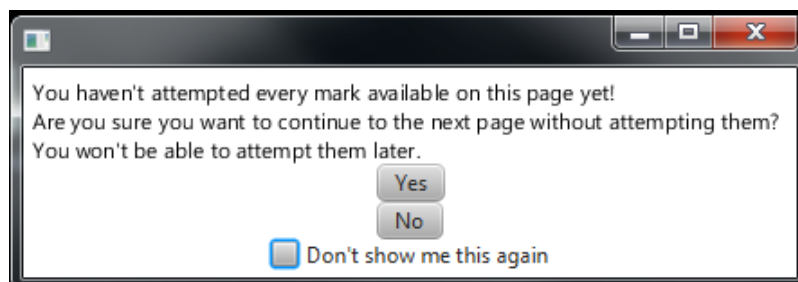 You haven't attempted every mark available on this page yet!
Are you sure you want to continue to the next page without attempting them?
You won't be able to attempt them later.
Yes
No
Don't show me this again